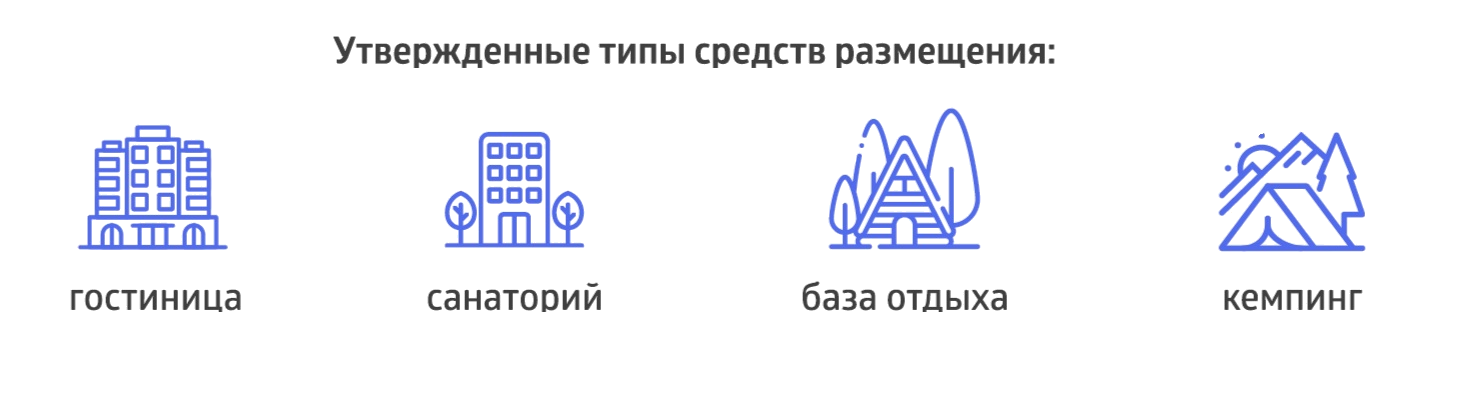 Утвержденные типы средств размещения:
гостиница
санаторий
база отдыха
кемпинг